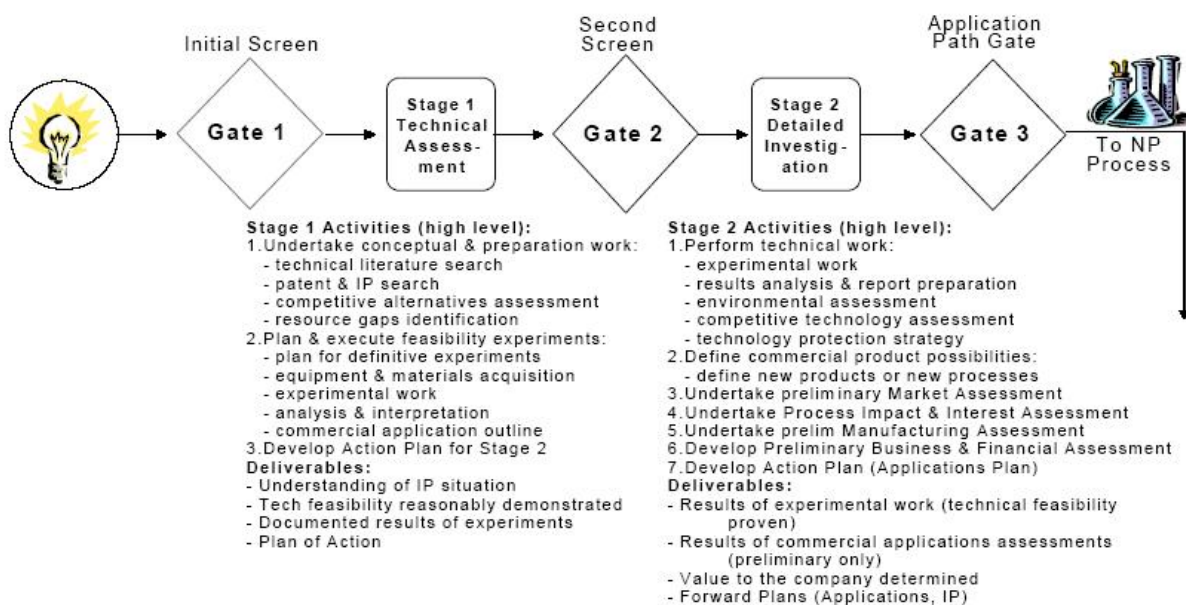 Initial Screen
Second
Screen
Application
Path Gate
Gate 1
Stage 1
Technical
Assess-
ment
Gate 2
Stage 2
Detailed
Investig-
ation
Gate 3
To NP
Process
Stage 1 Activities (high level):
1.Undertake conceptual & preparation work:
- technical literature search
- patent & IP search
- competitive alternatives assessment
- resource gaps identification
2.Plan & execute feasibility experiments:
- plan for definitive experiments
- equipment & materials acquisition
- experimental work
- analysis & interpretation
- commercial application outline
3.Develop Action Plan for Stage 2
Deliverables:
- Understanding of IP situation
- Tech feasibility reasonably demonstrated
- Documented results of experiments
- Plan of Action
Stage 2 Activities (high level):
1.Perform technical work:
- experimental work
- results analysis & report preparation
- environmental assessment
- competitive technology assessment
- technology protection strategy
2.Define commercial product possibilities:
- define new products or new processes
3.Undertake preliminary Market Assessment
4.Undertake Process Impact & Interest Assessment
5.Undertake prelim Manufacturing Assessment
6.Develop Preliminary Business & Financial Assessment
7.Develop Action Plan (Applications Plan)
Deliverables:
- Results of experimental work (technical feasibility
proven)
- Results of commercial applications assessments
(preliminary only)
- Value to the company determined
- Forward Plans (Applications, IP)